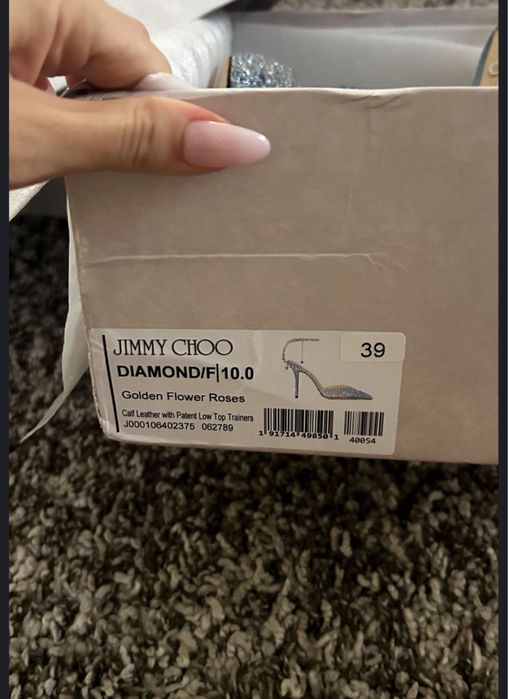 JIMMY CHOO
39
DIAMOND/F|10.0
Golden Flower Roses
Calf Leather with Patent Low Top Trainers
J000106402375 062789
1 91714 49850 1
40054